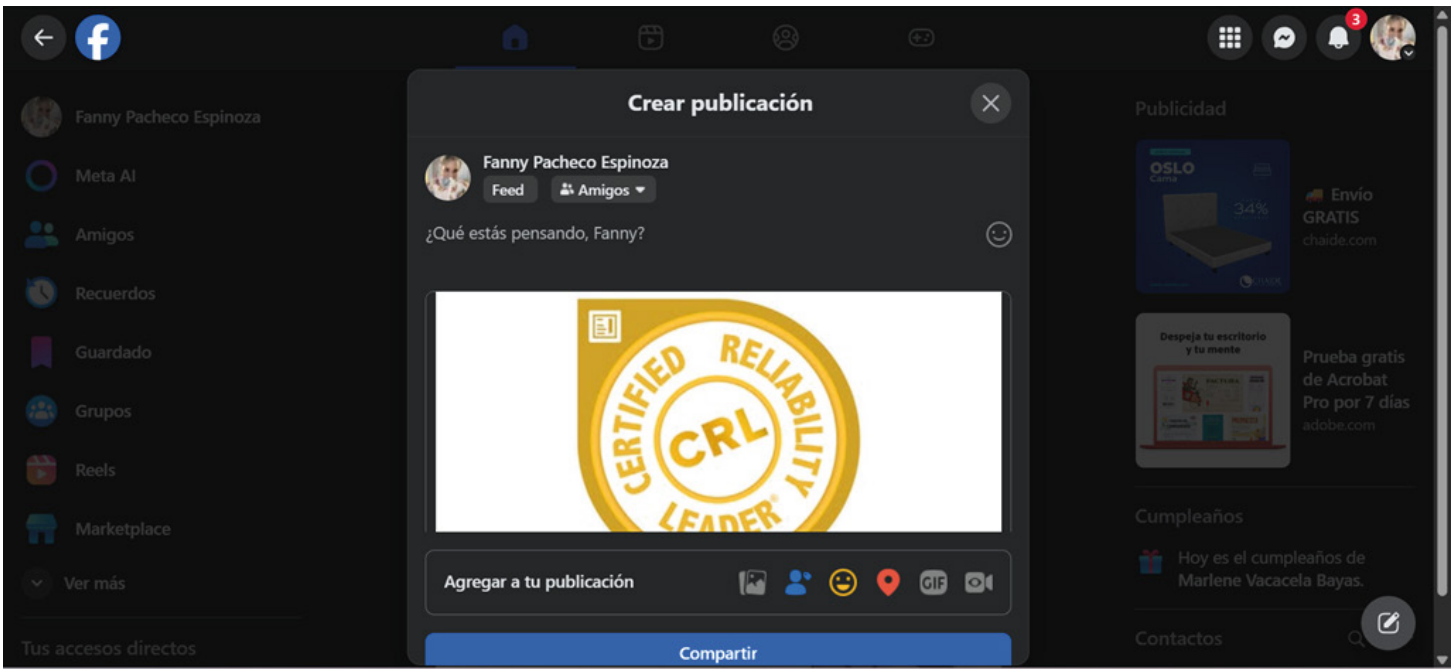 3
Fanny Pacheco Espinoza
Meta AI
Amigos
Recuerdos
Guardado
Grupos
Reels
Marketplace
Ver más
Tus accesos directos
Crear publicación
Fanny Pacheco Espinoza
Feed
Amigos
¿Qué estás pensando, Fanny?
CERTIFIED RELIABILITY LEADER
CRL
Agregar a tu publicación
GIF
Compartir
Publicidad
OSLO
Cama
34%
Envío
GRATIS
chaide.com
Despeja tu escritorio
y tu mente
FACTURA
Prueba gratis
de Acrobat
Pro por 7 días
adobe.com
Cumpleaños
Hoy es el cumpleaños de
Marlene Vacacela Bayas.
Contactos